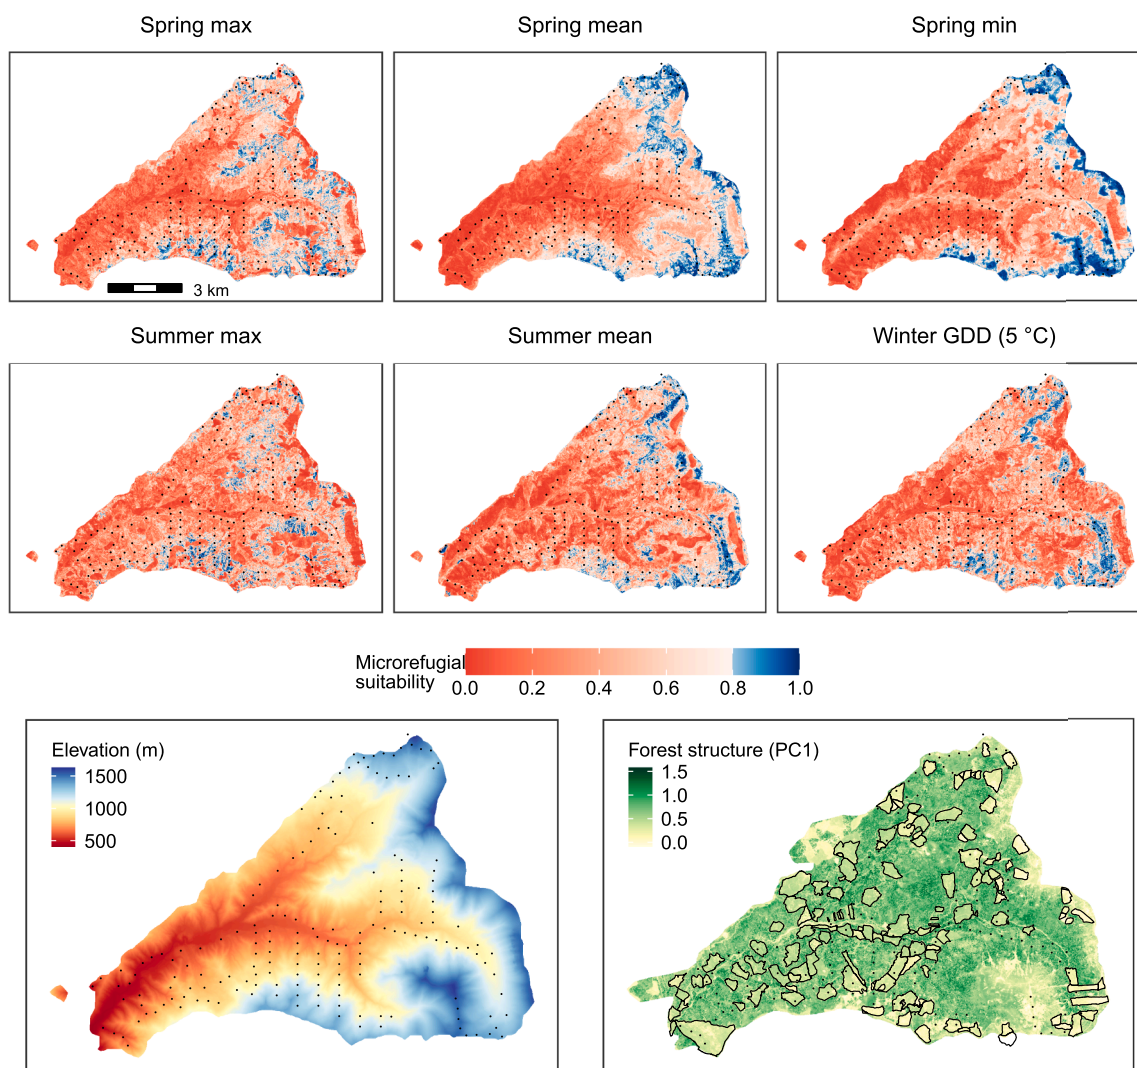 Spring max
Spring mean
Spring min
3 km
Summer max
Summer mean
Winter GDD (5 °C)
Microrefugial
suitability
0.0 0.2 0.4 0.6 0.8 1.0
Elevation (m)
1500
1000
500
Forest structure (PC1)
1.5
1.0
0.5
0.0